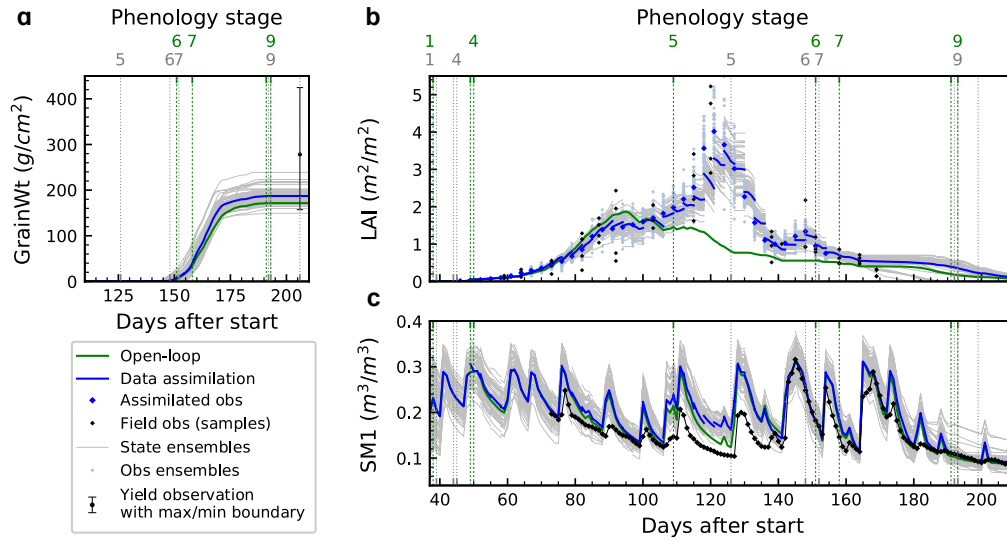 a
Phenology stage
6 7 9
5 6 7 9
GrainWt (g/cm²)
400
300
200
100
0
125 150 175 200
Days after start
Open-loop
Data assimilation
Assimilated obs
Field obs (samples)
State ensembles
Obs ensembles
Yield observation
with max/min boundary
b
Phenology stage
1 4 5 6 7 9
1 4 5 6 7 9
LAI (m²/m²)
5
4
3
2
1
0
c
SM1 (m³/m³)
0.4
0.3
0.2
0.1
40 60 80 100 120 140 160 180 200
Days after start